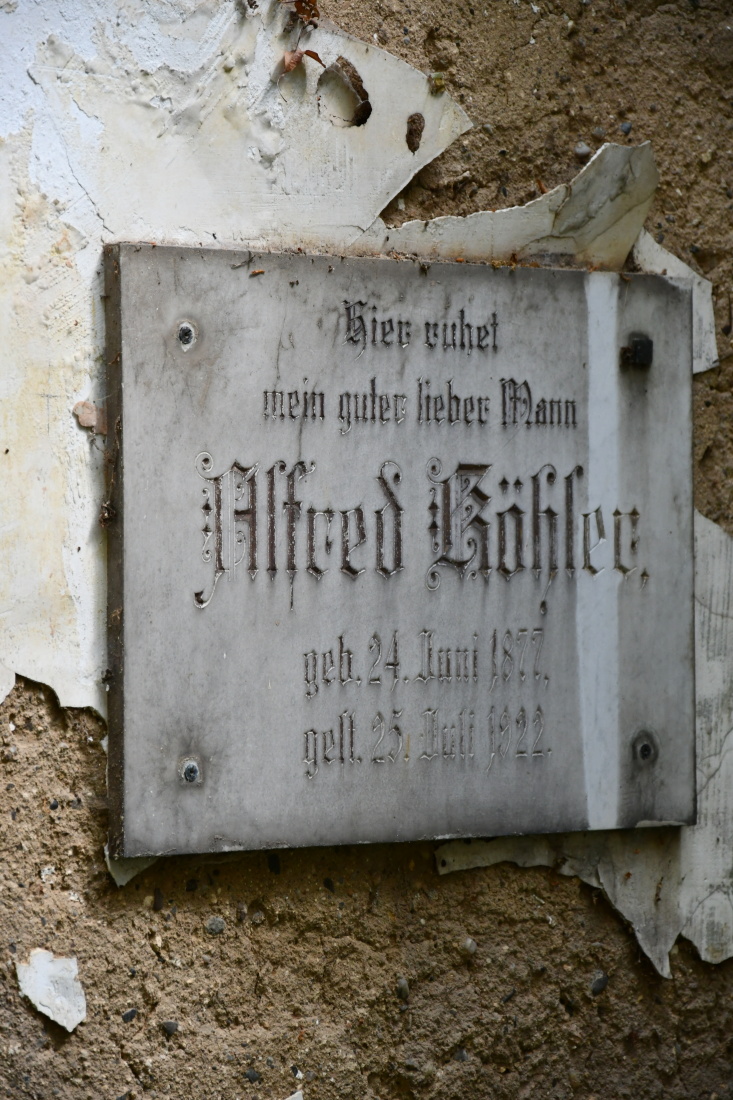 Hier ruhet
mein guter lieber Mann
Alfred Köhler,
geb. 24. Juni 1877,
gest. 25. Juli 1922.